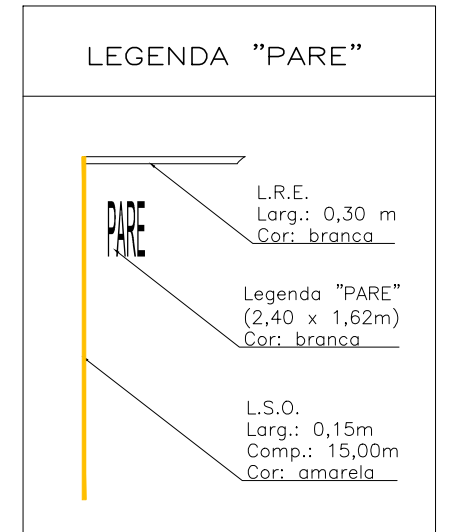 LEGENDA "PARE"
PARE
L.R.E.
Larg.: 0,30 m
Cor: branca
Legenda "PARE"
(2,40 x 1,62m)
Cor: branca
L.S.O.
Larg.: 0,15m
Comp.: 15,00m
Cor: amarela